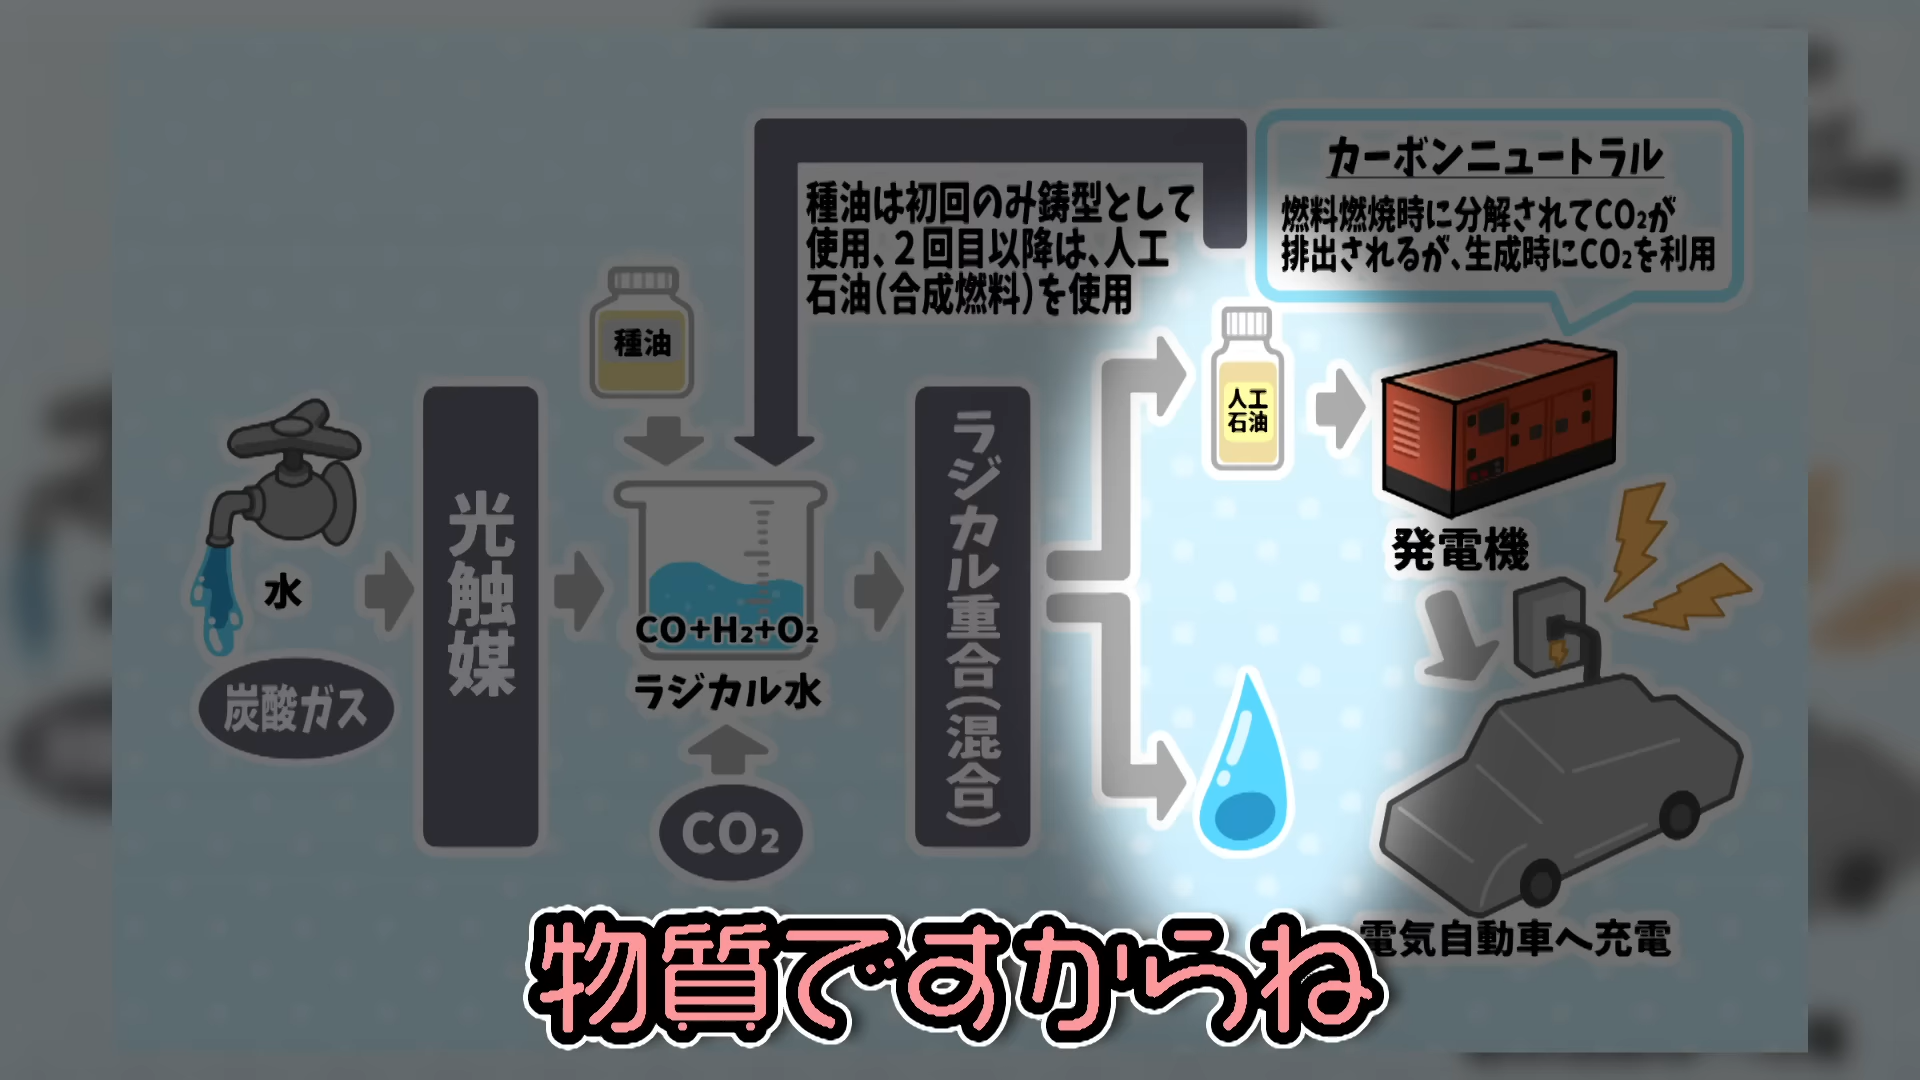 カーボンニュートラル
燃料燃焼時に分解されてCO₂が
排出されるが、生成時にCO₂を利用
種油は初回のみ鋳型として
使用、2回目以降は、人工
石油(合成燃料)を使用
種油
人工
石油
水
炭酸ガス
光触媒
CO+H₂+O₂
ラジカル水
CO₂
ラジカル重合(混合)
発電機
電気自動車へ充電
物質ですからね